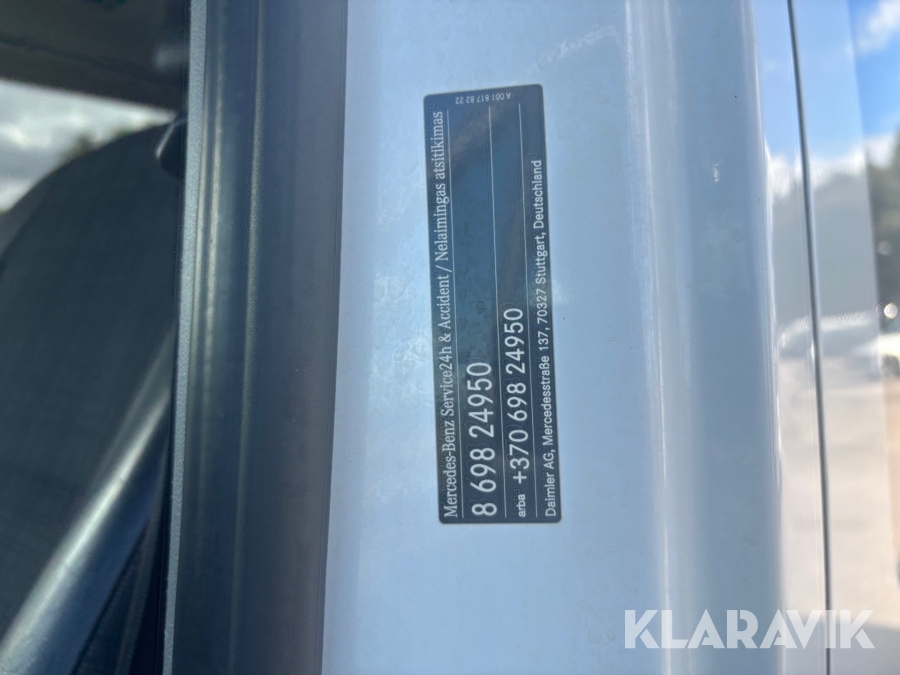 A 001 817 82 22
Mercedes-Benz Service24h & Accident / Nelaimingas atsitikimas
8 698 24950
arba +370 698 24950
Daimler AG, Mercedesstraße 137, 70327 Stuttgart, Deutschland
KLARAVIK